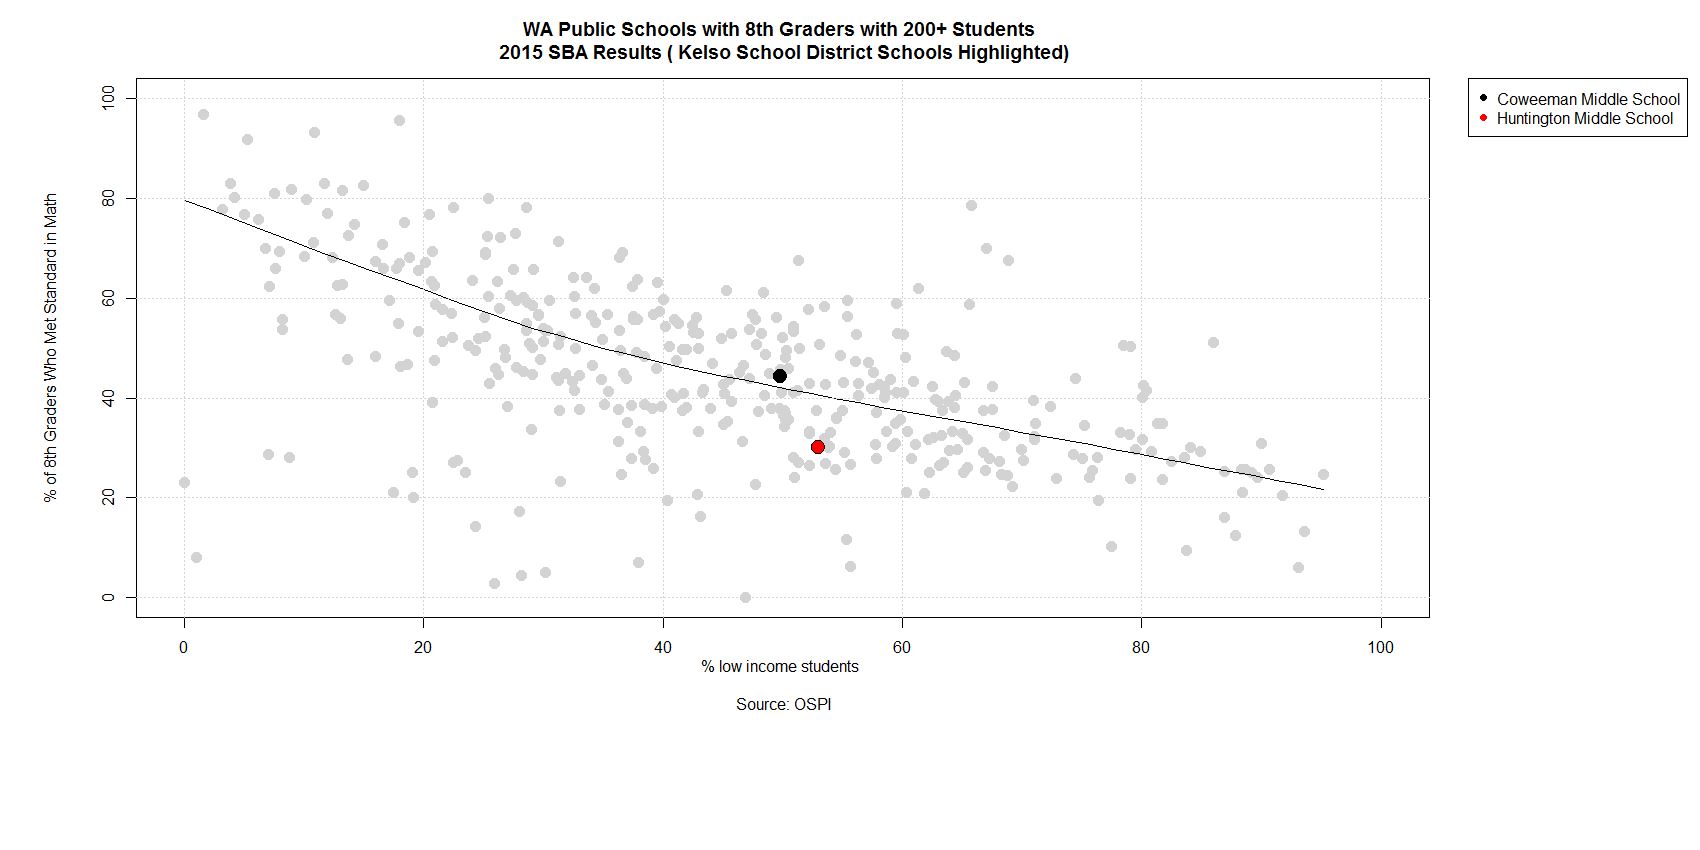 WA Public Schools with 8th Graders with 200+ Students
2015 SBA Results ( Kelso School District Schools Highlighted)
Coweeman Middle School
Huntington Middle School
% of 8th Graders Who Met Standard in Math
100
80
60
40
20
0
0 20 40 60 80 100
% low income students
Source: OSPI